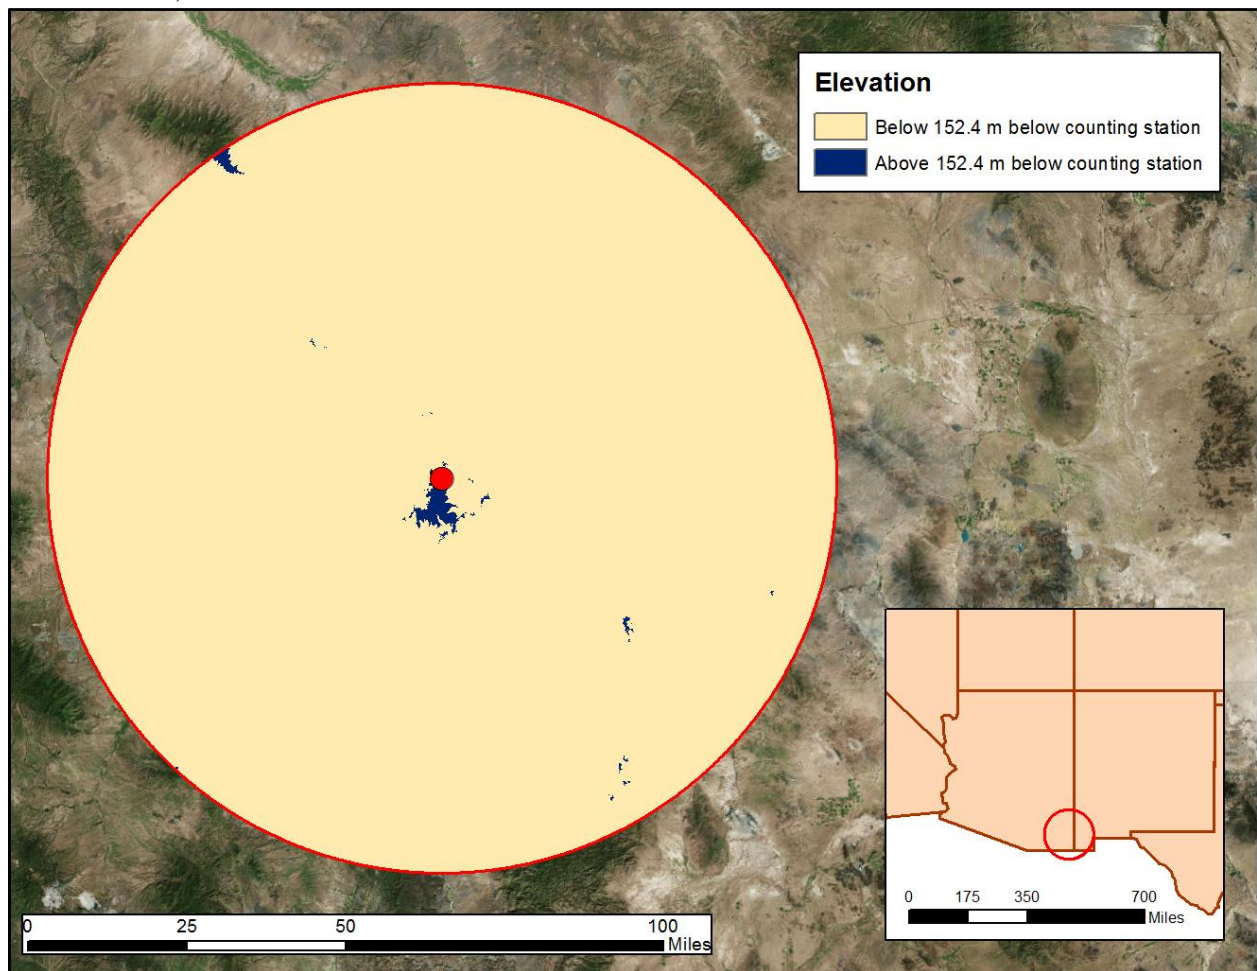 Elevation
Below 152.4 m below counting station
Above 152.4 m below counting station
0 175 350 700
Miles
0 25 50 100
Miles